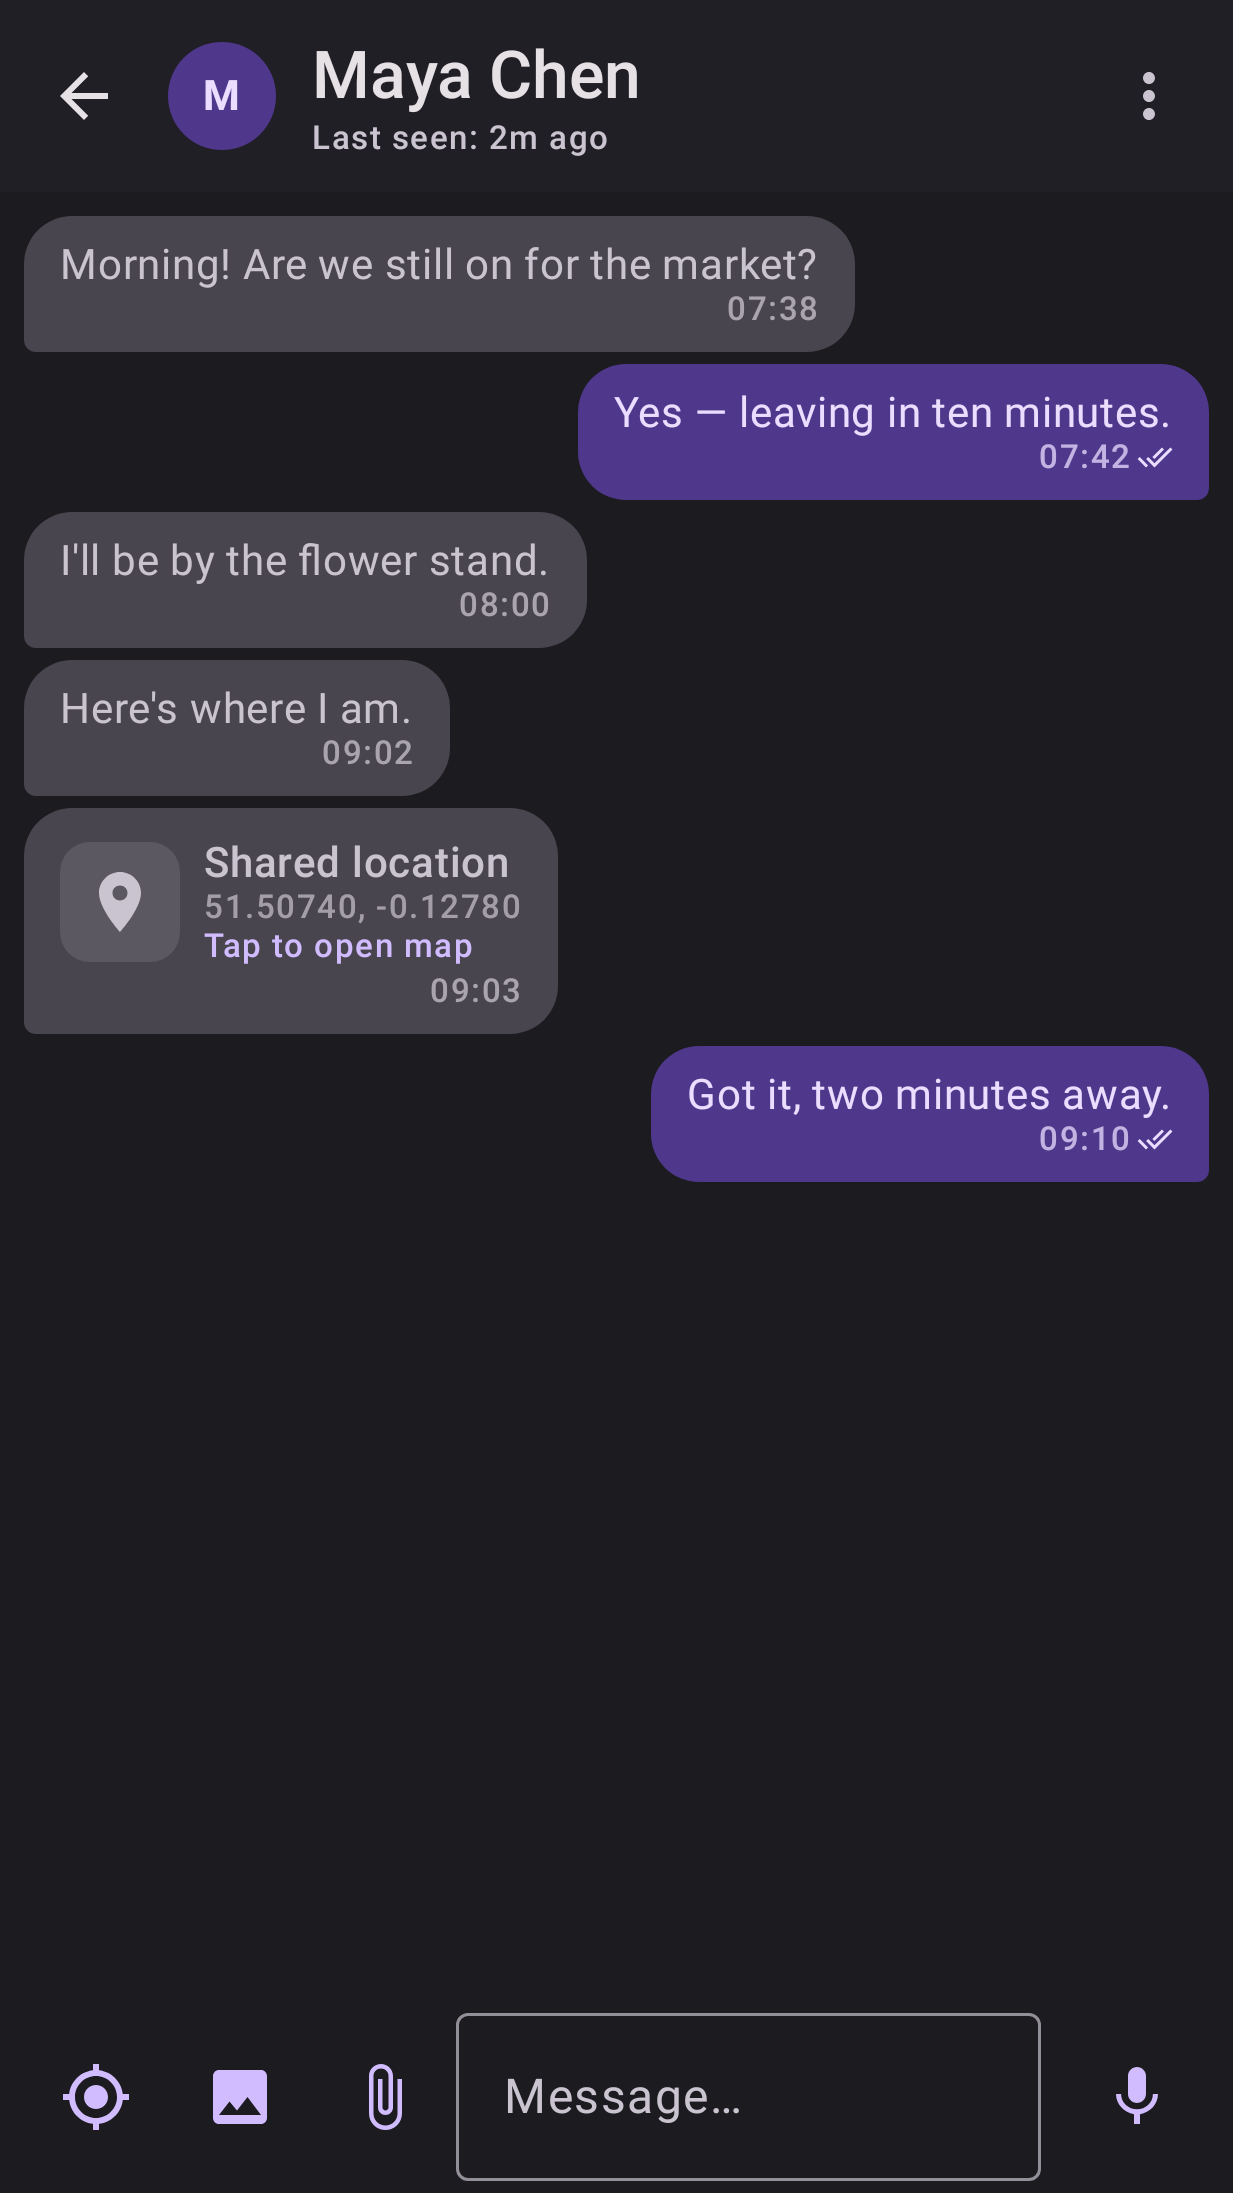 M
Maya Chen
Last seen: 2m ago
Morning! Are we still on for the market?
07:38
Yes — leaving in ten minutes.
07:42
I'll be by the flower stand.
08:00
Here's where I am.
09:02
Shared location
51.50740, -0.12780
Tap to open map
09:03
Got it, two minutes away.
09:10
Message…